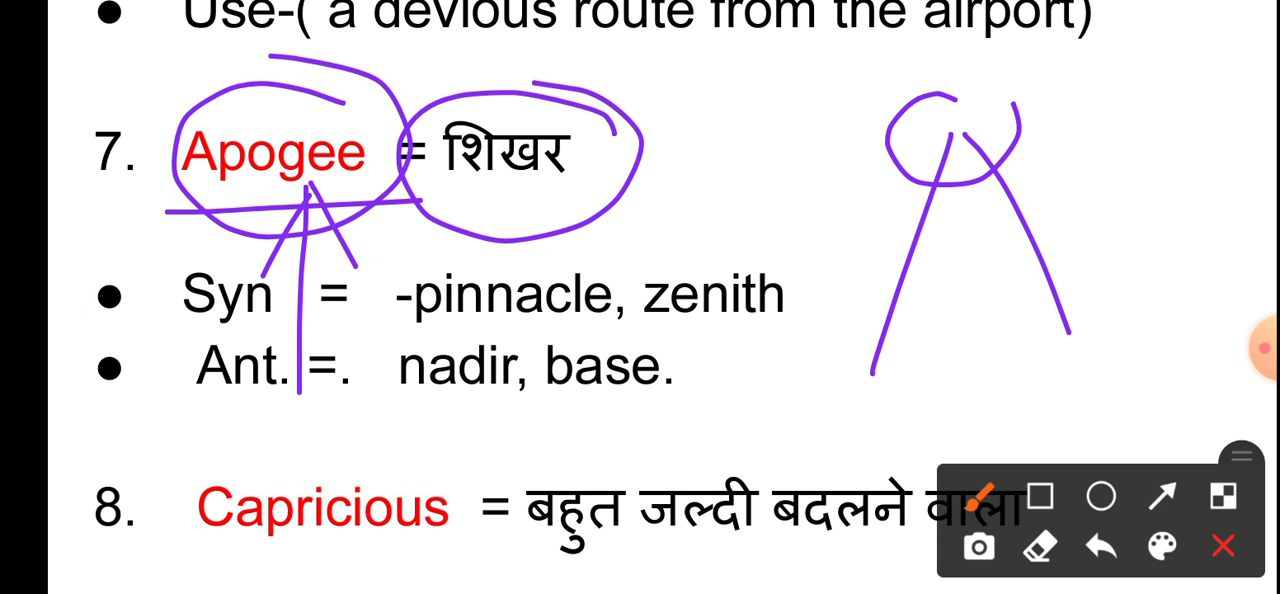 ● Use-( a devious route from the airport)
7. Apogee = शिखर
● Syn = -pinnacle, zenith
● Ant. =. nadir, base.
8. Capricious = बहुत जल्दी बदलने वाला